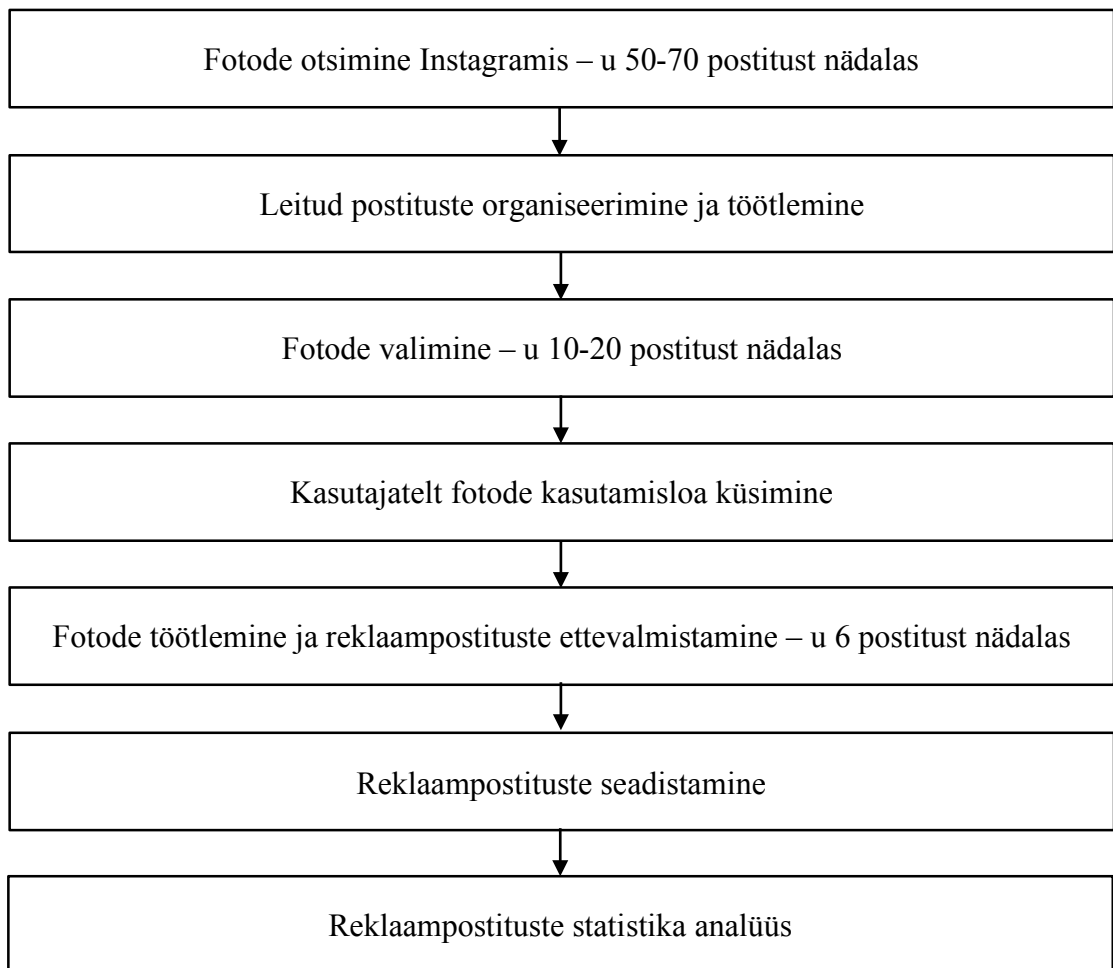 Fotode otsimine Instagramis – u 50-70 postitust nädalas
Leitud postituste organiseerimine ja töötlemine
Fotode valimine – u 10-20 postitust nädalas
Kasutajatelt fotode kasutamisloa küsimine
Fotode töötlemine ja reklaampostituste ettevalmistamine – u 6 postitust nädalas
Reklaampostituste seadistamine
Reklaampostituste statistika analüüs